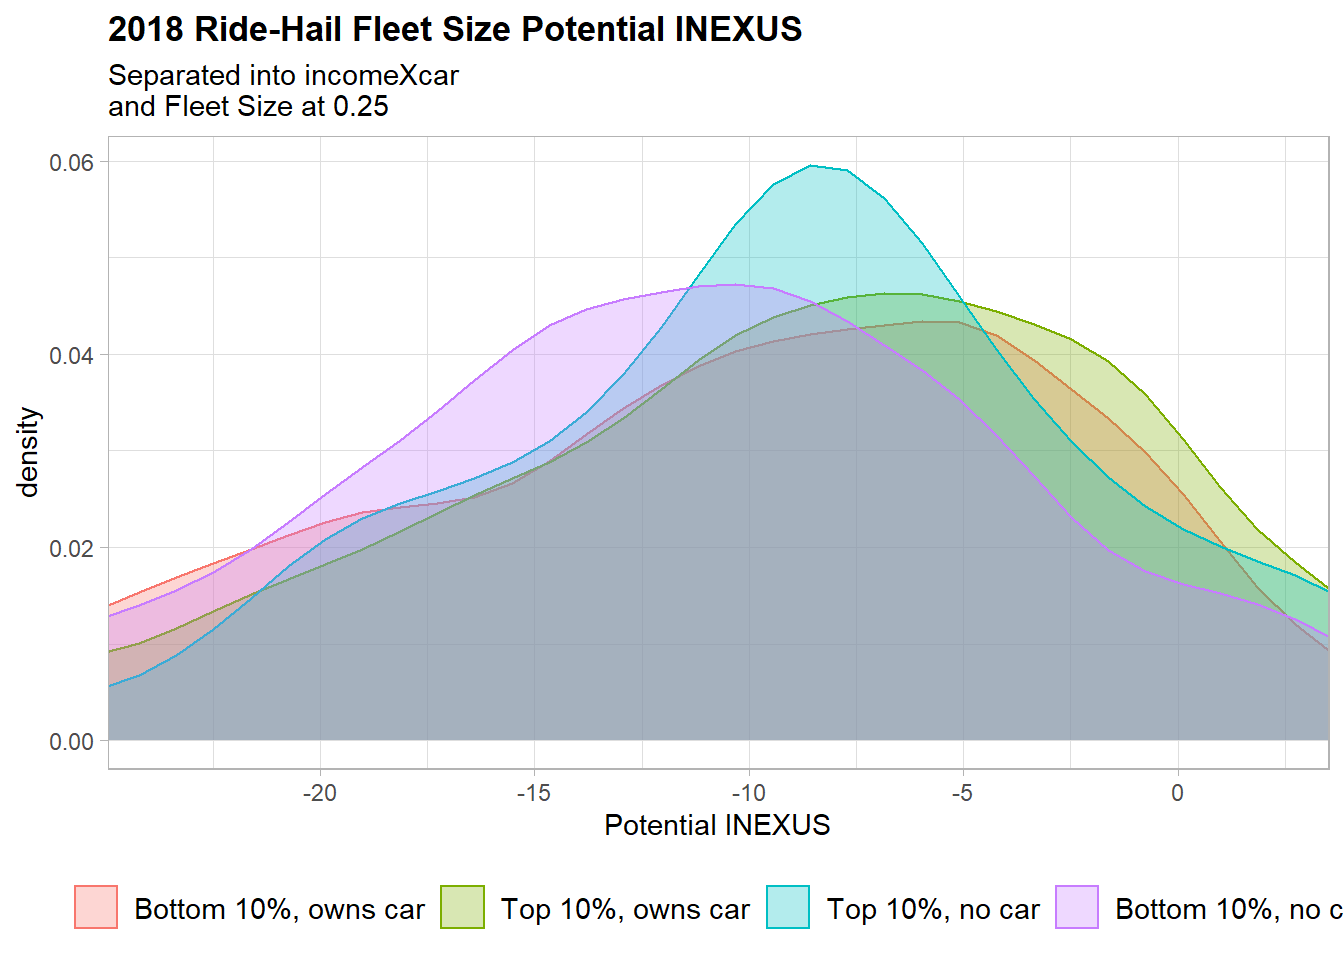 2018 Ride-Hail Fleet Size Potential INEXUS
Separated into incomeXcar
and Fleet Size at 0.25
0.06
0.04
0.02
0.00
density
-20 -15 -10 -5 0
Potential INEXUS
Bottom 10%, owns car Top 10%, owns car Top 10%, no car Bottom 10%, no c